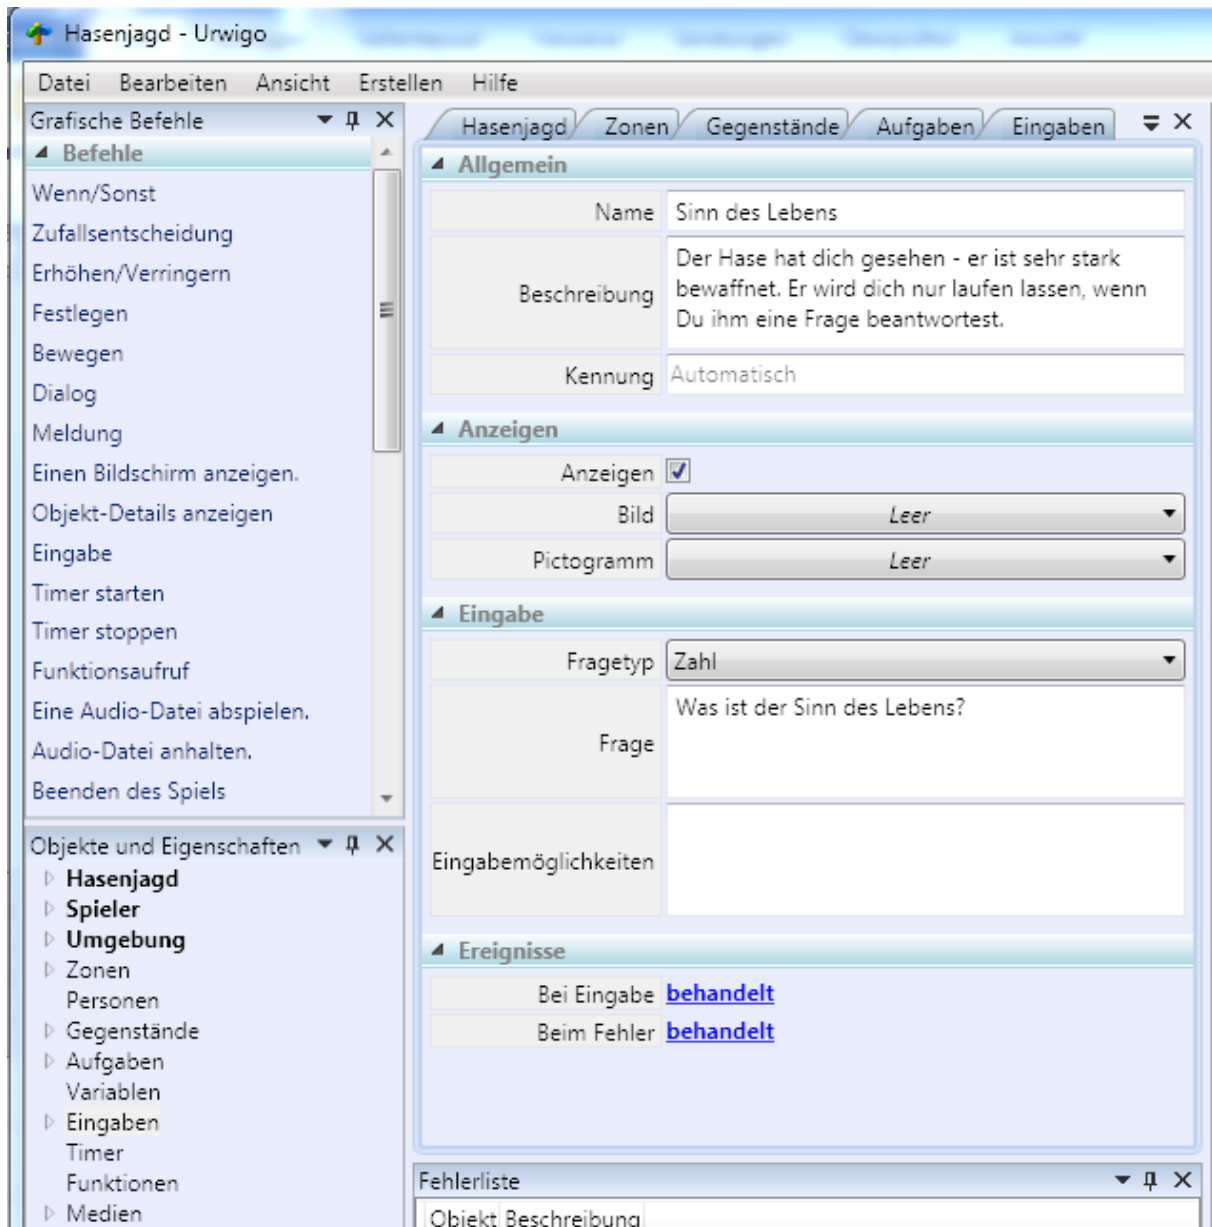 Hasenjagd - Urwigo
Datei Bearbeiten Ansicht Erstellen Hilfe
Grafische Befehle
Befehle
Wenn/Sonst
Zufallsentscheidung
Erhöhen/Verringern
Festlegen
Bewegen
Dialog
Meldung
Einen Bildschirm anzeigen.
Objekt-Details anzeigen
Eingabe
Timer starten
Timer stoppen
Funktionsaufruf
Eine Audio-Datei abspielen.
Audio-Datei anhalten.
Beenden des Spiels
Objekte und Eigenschaften
Hasenjagd
Spieler
Umgebung
Zonen
Personen
Gegenstände
Aufgaben
Variablen
Eingaben
Timer
Funktionen
Medien
Hasenjagd Zonen Gegenstände Aufgaben Eingaben
Allgemein
Name Sinn des Lebens
Beschreibung
Der Hase hat dich gesehen - er ist sehr stark
bewaffnet. Er wird dich nur laufen lassen, wenn
Du ihm eine Frage beantwortest.
Kennung Automatisch
Anzeigen
Anzeigen
Bild Leer
Pictogramm Leer
Eingabe
Fragetyp Zahl
Frage
Was ist der Sinn des Lebens?
Eingabemöglichkeiten
Ereignisse
Bei Eingabe behandelt
Beim Fehler behandelt
Fehlerliste
Objekt Beschreibung